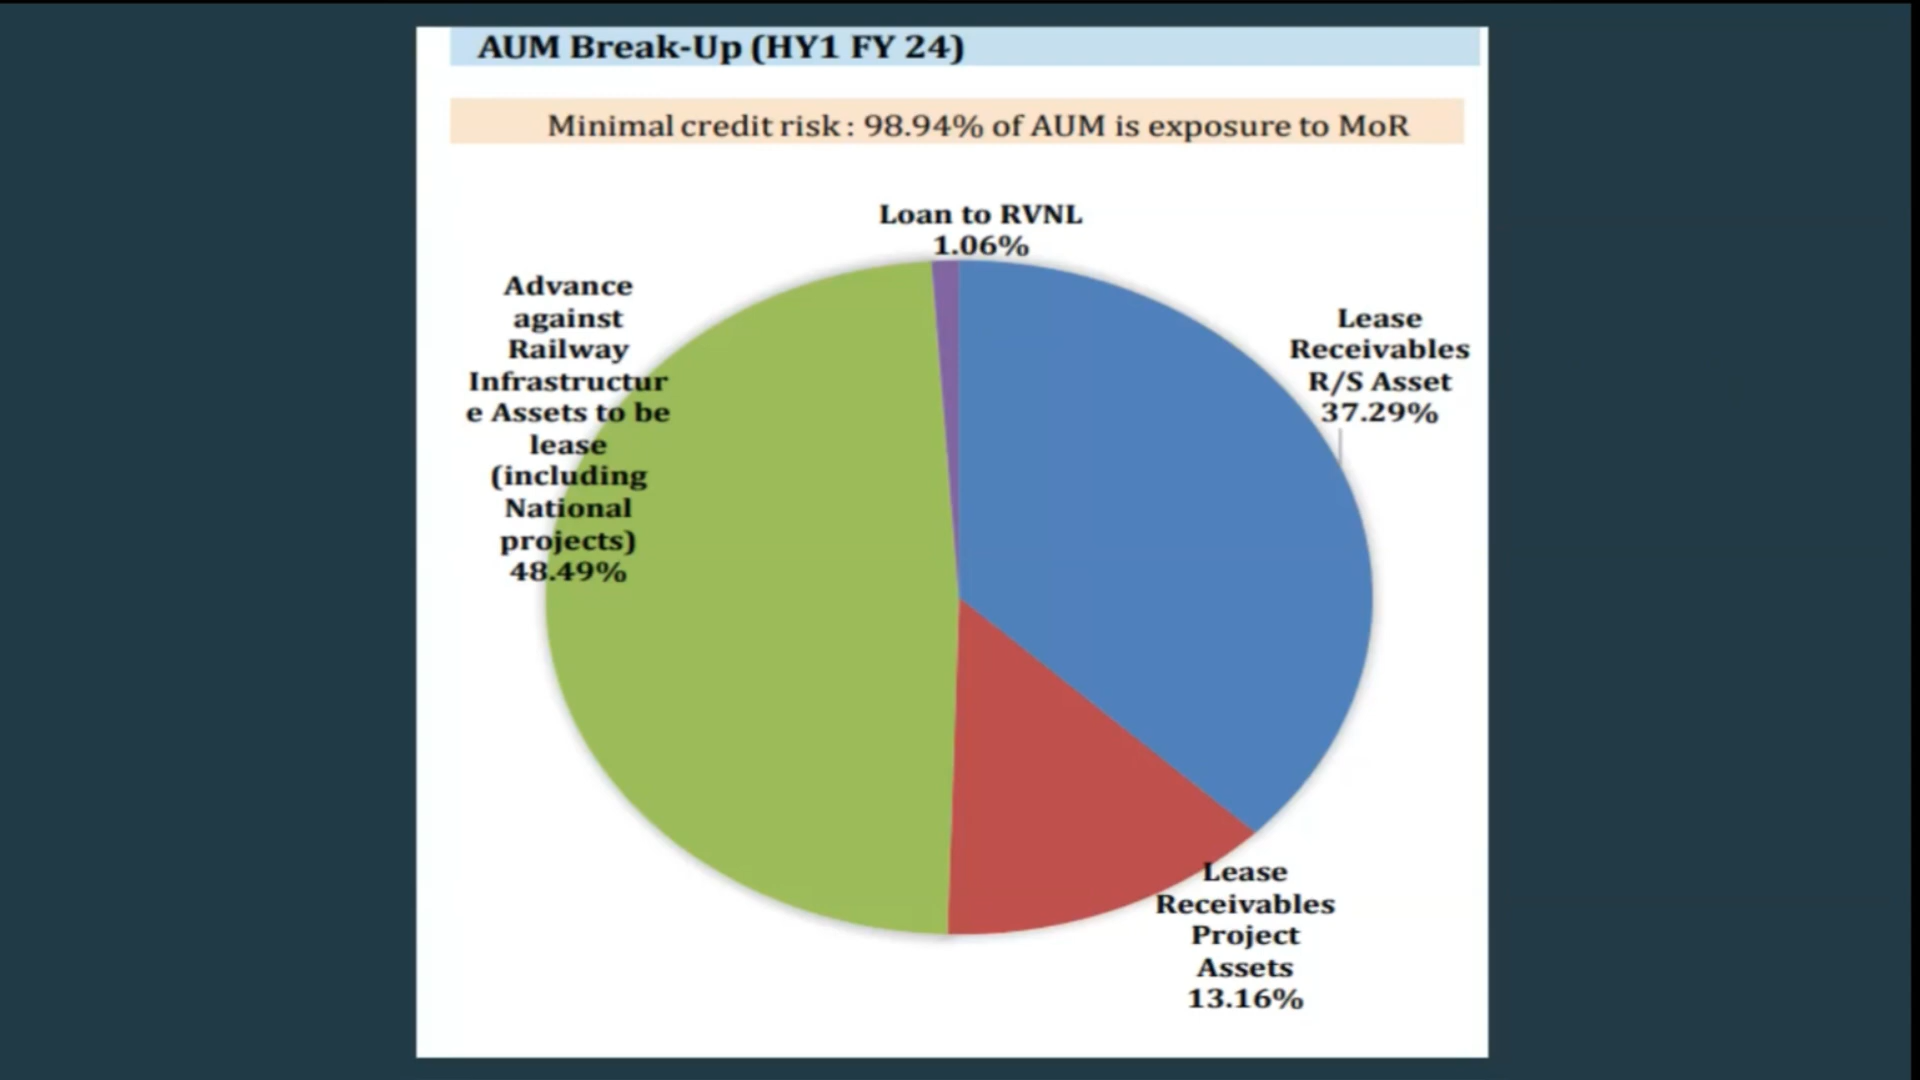 AUM Break-Up (HY1 FY 24)
Minimal credit risk : 98.94% of AUM is exposure to MoR
Loan to RVNL
1.06%
Advance
against
Railway
Infrastructur
e Assets to be
lease
(including
National
projects)
48.49%
Lease
Receivables
R/S Asset
37.29%
Lease
Receivables
Project
Assets
13.16%